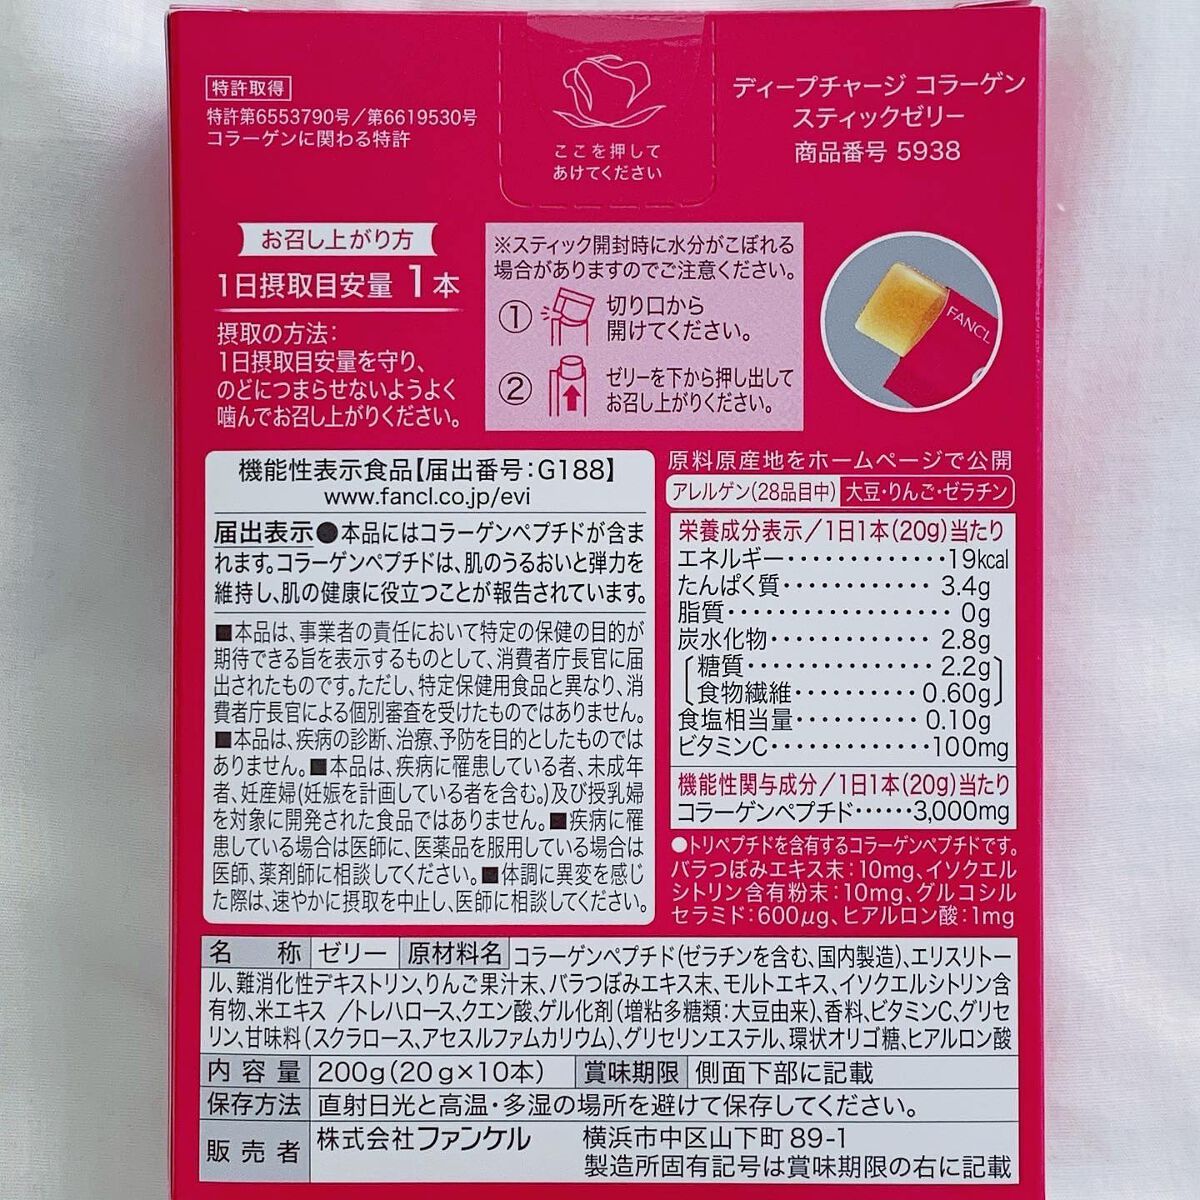 特許取得
特許第6553790号／第6619530号
コラーゲンに関わる特許
ここを押して
あけてください
ディープチャージ コラーゲン
スティックゼリー
商品番号 5938
お召し上がり方
1日摂取目安量 1本
摂取の方法：
1日摂取目安量を守り、
のどにつまらせないようよく
噛んでお召し上がりください。
※スティック開封時に水分がこぼれる
場合がありますのでご注意ください。
① 切り口から
開けてください。
② ゼリーを下から押し出して
お召し上がりください。
FANCL
機能性表示食品【届出番号：G188】
www.fancl.co.jp/evi
届出表示●本品にはコラーゲンペプチドが含ま
れます。コラーゲンペプチドは、肌のうるおいと弾力を
維持し、肌の健康に役立つことが報告されています。
■本品は、事業者の責任において特定の保健の目的が
期待できる旨を表示するものとして、消費者庁長官に届
出されたものです。ただし、特定保健用食品と異なり、消
費者庁長官による個別審査を受けたものではありません。
■本品は、疾病の診断、治療、予防を目的としたものでは
ありません。■本品は、疾病に罹患している者、未成年
者、妊産婦（妊娠を計画している者を含む。）及び授乳婦
を対象に開発された食品ではありません。■疾病に罹
患している場合は医師に、医薬品を服用している場合は
医師、薬剤師に相談してください。■体調に異変を感じ
た際は、速やかに摂取を中止し、医師に相談してください。
原料原産地をホームページで公開
アレルゲン（28品目中） 大豆・りんご・ゼラチン
栄養成分表示／1日1本（20g）当たり
エネルギー・・・・・・・・・・・・・19kcal
たんぱく質・・・・・・・・・・・・3.4g
脂質・・・・・・・・・・・・・・・・・0g
炭水化物・・・・・・・・・・・・・2.8g
〔糖質・・・・・・・・・・・・・・・2.2g〕
〔食物繊維・・・・・・・・・・0.60g〕
食塩相当量・・・・・・・・・・・0.10g
ビタミンC・・・・・・・・・・・・・100mg
機能性関与成分／1日1本（20g）当たり
コラーゲンペプチド・・・・・・3,000mg
●トリペプチドを含有するコラーゲンペプチドです。
バラつぼみエキス末：10mg、イソクエル
シトリン含有粉末：10mg、グルコシル
セラミド：600μg、ヒアルロン酸：1mg
名称 ゼリー 原材料名 コラーゲンペプチド（ゼラチンを含む、国内製造）、エリスリトー
ル、難消化性デキストリン、りんご果汁末、バラつぼみエキス末、モルトエキス、イソクエルシトリン含
有物、米エキス ／トレハロース、クエン酸、ゲル化剤（増粘多糖類：大豆由来）、香料、ビタミンC、グリセ
リン、甘味料（スクラロース、アセスルファムカリウム）、グリセリンエステル、環状オリゴ糖、ヒアルロン酸
内容量 200g（20g×10本） 賞味期限 側面下部に記載
保存方法 直射日光と高温・多湿の場所を避けて保存してください。
販売者 株式会社ファンケル 横浜市中区山下町89-1
製造所固有記号は賞味期限の右に記載